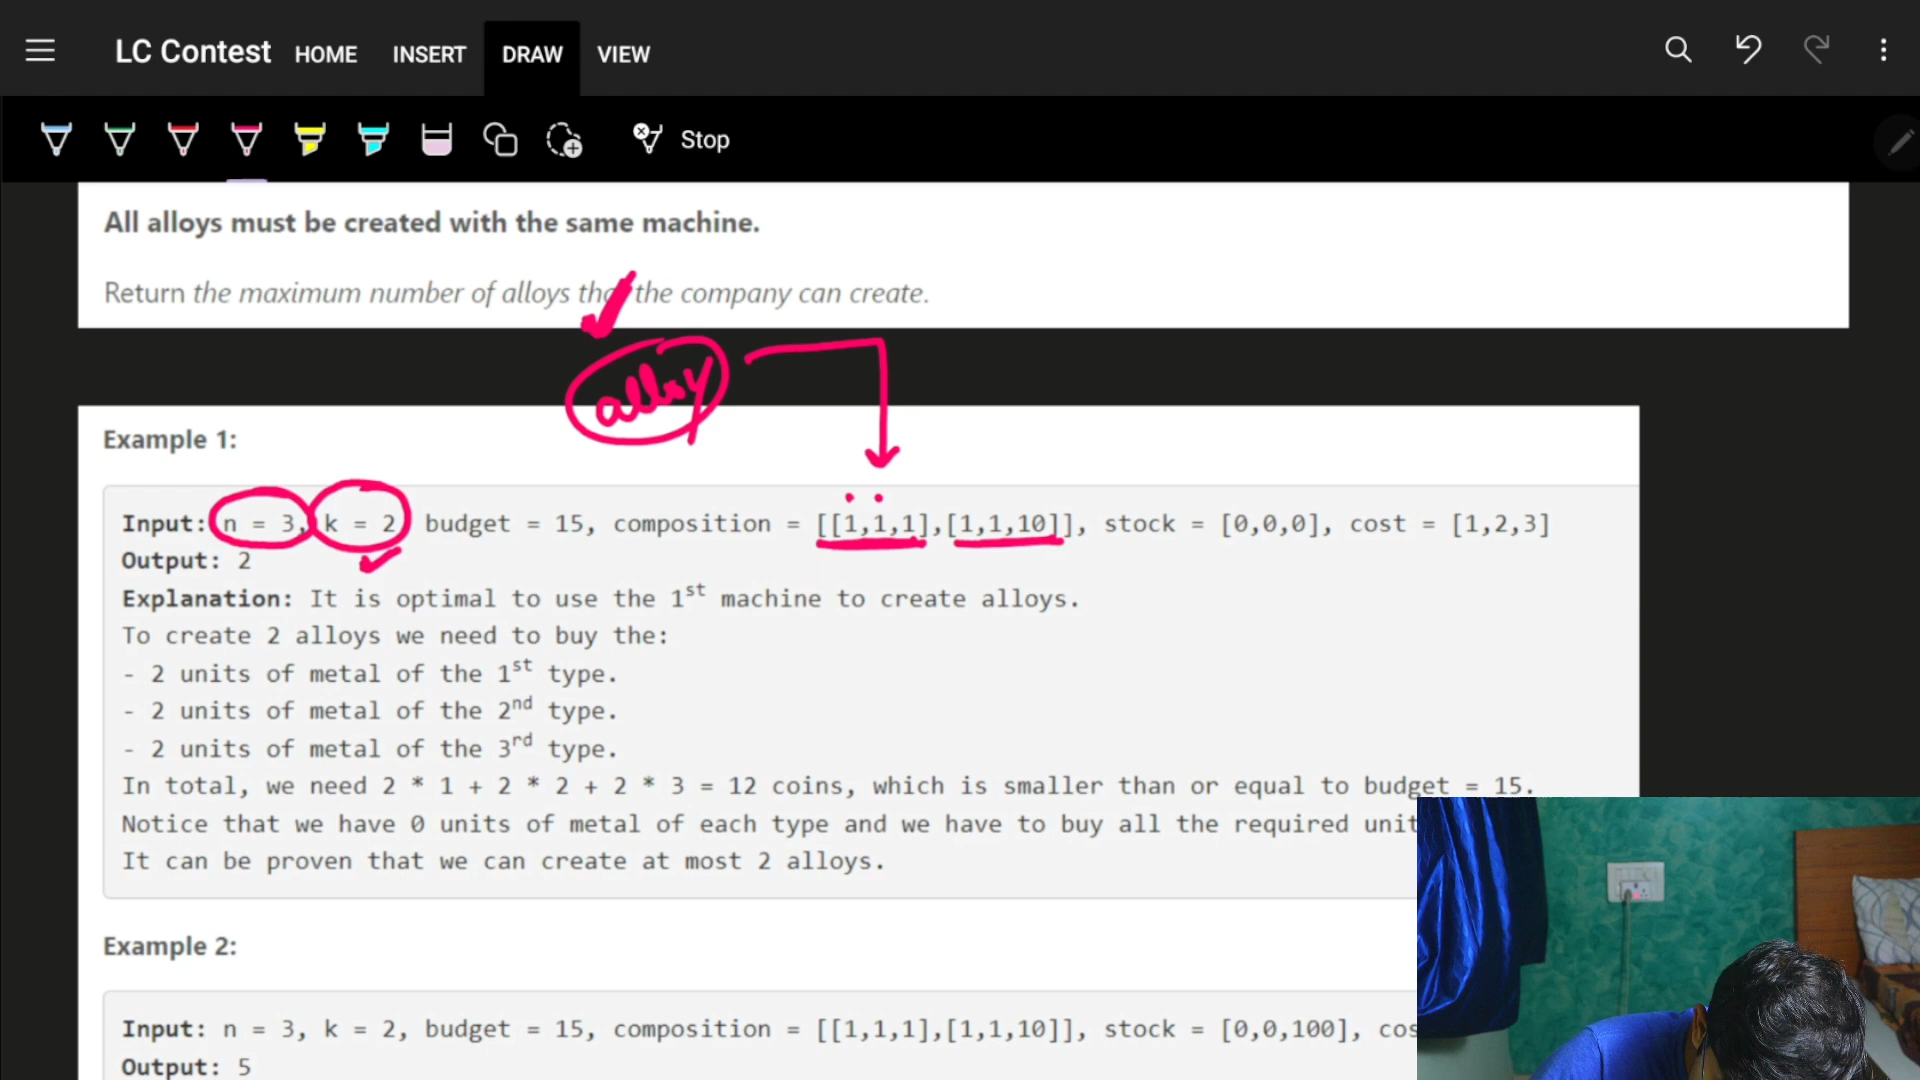 LC Contest HOME INSERT DRAW VIEW
Stop
All alloys must be created with the same machine.
Return the maximum number of alloys that the company can create.
alloy
Example 1:
Input: n = 3, k = 2, budget = 15, composition = [[1,1,1],[1,1,10]], stock = [0,0,0], cost = [1,2,3]
Output: 2
Explanation: It is optimal to use the 1st machine to create alloys.
To create 2 alloys we need to buy the:
- 2 units of metal of the 1st type.
- 2 units of metal of the 2nd type.
- 2 units of metal of the 3rd type.
In total, we need 2 * 1 + 2 * 2 + 2 * 3 = 12 coins, which is smaller than or equal to budget = 15.
Notice that we have 0 units of metal of each type and we have to buy all the required unit
It can be proven that we can create at most 2 alloys.
Example 2:
Input: n = 3, k = 2, budget = 15, composition = [[1,1,1],[1,1,10]], stock = [0,0,100], cos
Output: 5